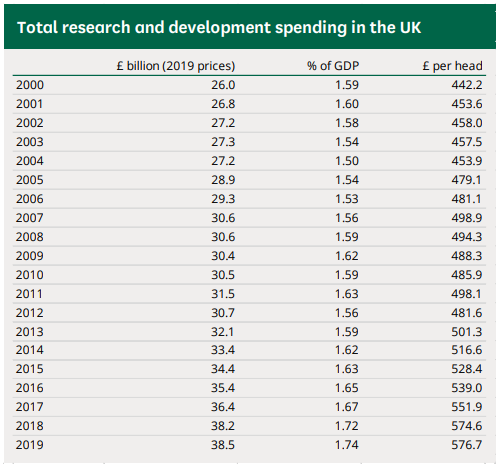 Total research and development spending in the UK
£ billion (2019 prices) % of GDP £ per head
2000 26.0 1.59 442.2
2001 26.8 1.60 453.6
2002 27.2 1.58 458.0
2003 27.3 1.54 457.5
2004 27.2 1.50 453.9
2005 28.9 1.54 479.1
2006 29.3 1.53 481.1
2007 30.6 1.56 498.9
2008 30.6 1.59 494.3
2009 30.4 1.62 488.3
2010 30.5 1.59 485.9
2011 31.5 1.63 498.1
2012 30.7 1.56 481.6
2013 32.1 1.59 501.3
2014 33.4 1.62 516.6
2015 34.4 1.63 528.4
2016 35.4 1.65 539.0
2017 36.4 1.67 551.9
2018 38.2 1.72 574.6
2019 38.5 1.74 576.7